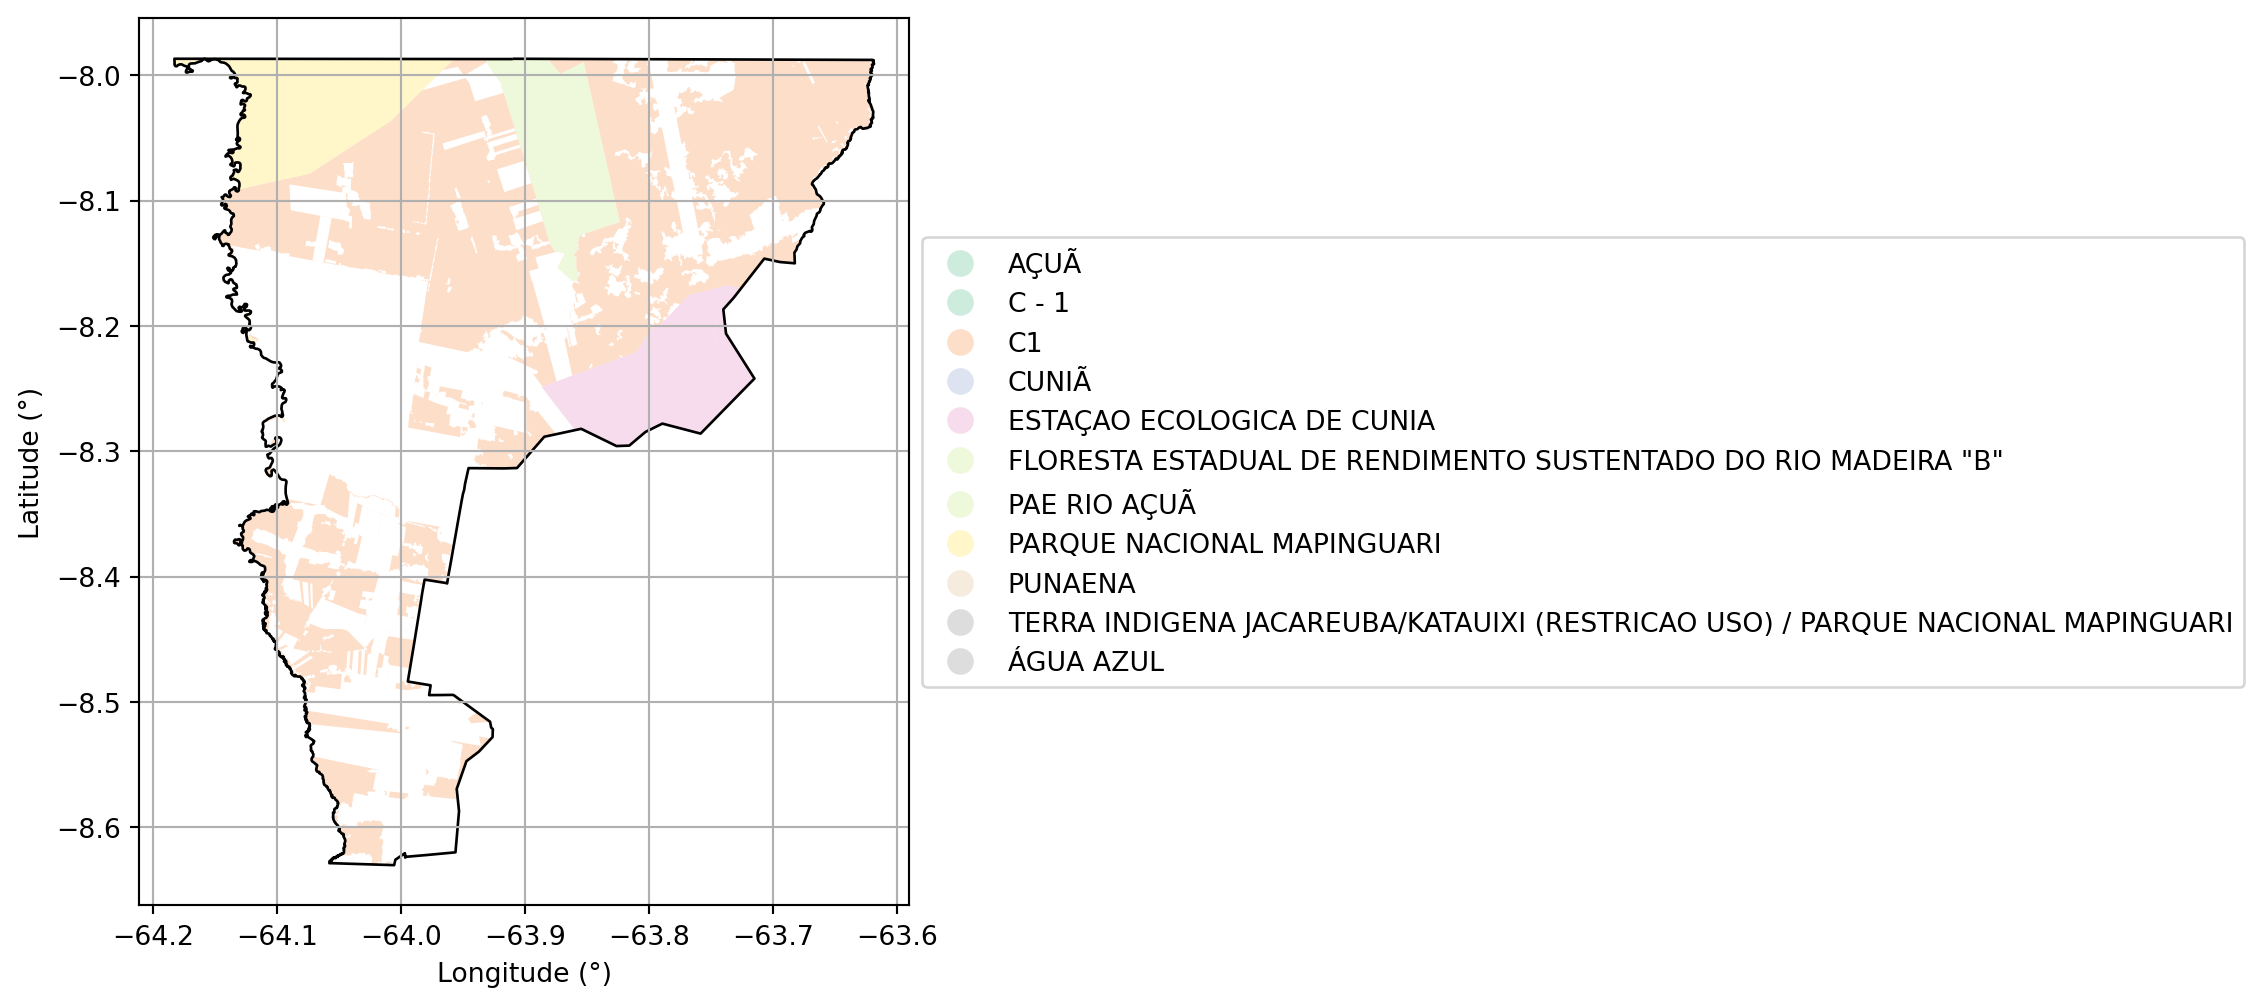 −8.0
−8.1
−8.2
−8.3
−8.4
−8.5
−8.6
Latitude (°)
−64.2 −64.1 −64.0 −63.9 −63.8 −63.7 −63.6
Longitude (°)
AÇUÃ
C - 1
C1
CUNIÃ
ESTAÇAO ECOLOGICA DE CUNIA
FLORESTA ESTADUAL DE RENDIMENTO SUSTENTADO DO RIO MADEIRA "B"
PAE RIO AÇUÃ
PARQUE NACIONAL MAPINGUARI
PUNAENA
TERRA INDIGENA JACAREUBA/KATAUIXI (RESTRICAO USO) / PARQUE NACIONAL MAPINGUARI
ÁGUA AZUL